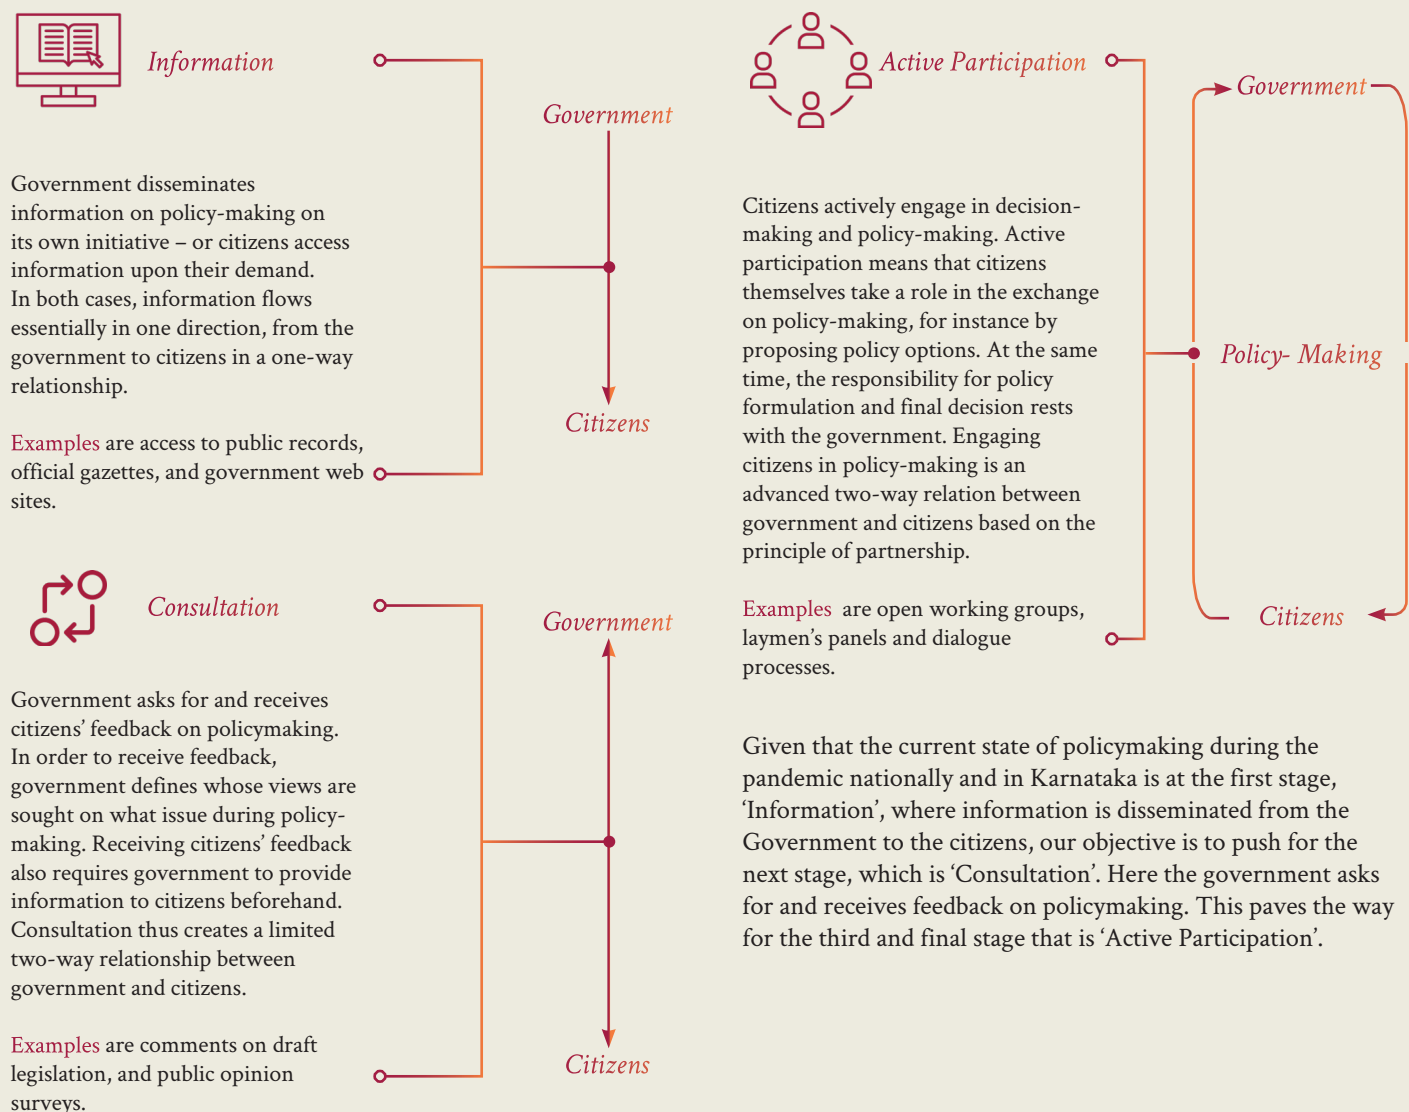 Information
Government
Government disseminates
information on policy-making on
its own initiative – or citizens access
information upon their demand.
In both cases, information flows
essentially in one direction, from the
government to citizens in a one-way
relationship.
Citizens
Examples are access to public records,
official gazettes, and government web
sites.
Consultation
Government
Government asks for and receives
citizens’ feedback on policymaking.
In order to receive feedback,
government defines whose views are
sought on what issue during policy-
making. Receiving citizens’ feedback
also requires government to provide
information to citizens beforehand.
Consultation thus creates a limited
two-way relationship between
government and citizens.
Examples are comments on draft
legislation, and public opinion
surveys.
Citizens
Active Participation
Government
Citizens actively engage in decision-
making and policy-making. Active
participation means that citizens
themselves take a role in the exchange
on policy-making, for instance by
proposing policy options. At the same
time, the responsibility for policy
formulation and final decision rests
with the government. Engaging
citizens in policy-making is an
advanced two-way relation between
government and citizens based on the
principle of partnership.
Policy- Making
Examples  are open working groups,
laymen’s panels and dialogue
processes.
Citizens
Given that the current state of policymaking during the
pandemic nationally and in Karnataka is at the first stage,
‘Information’, where information is disseminated from the
Government to the citizens, our objective is to push for the
next stage, which is ‘Consultation’. Here the government asks
for and receives feedback on policymaking. This paves the way
for the third and final stage that is ‘Active Participation’.